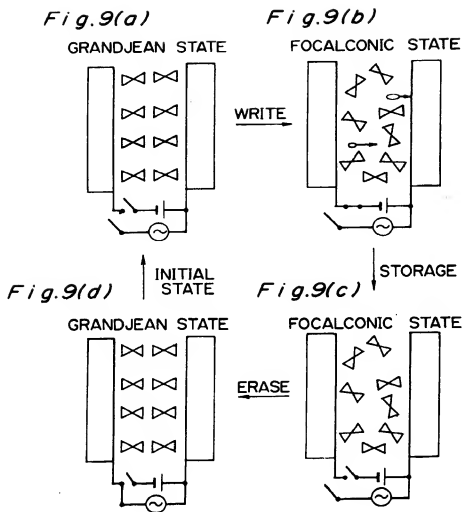 Fig.9(a)
GRANDJEAN STATE
WRITE
Fig.9(b)
FOCALCONIC STATE
STORAGE
Fig.9(c)
FOCALCONIC STATE
ERASE
Fig.9(d)
GRANDJEAN STATE
INITIAL
STATE